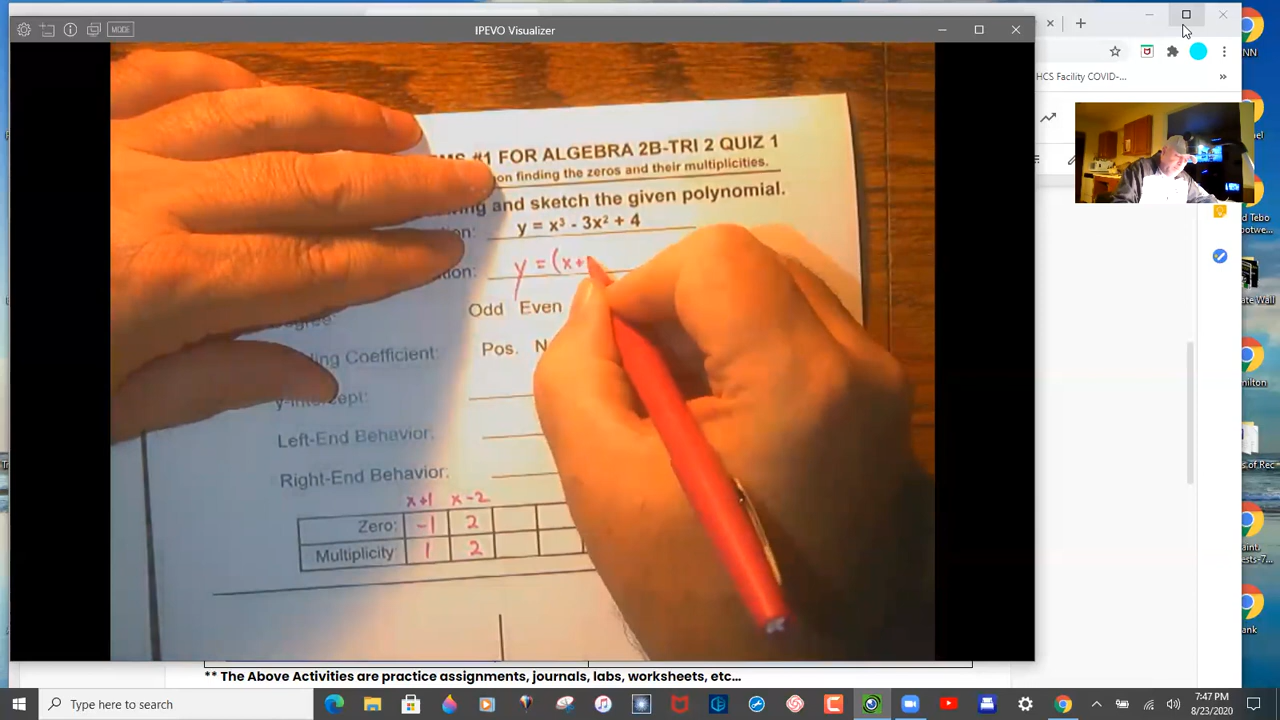 IPEVO Visualizer
MODE
HCS Facility COVID-...
#1 FOR ALGEBRA 2B-TRI 2 QUIZ 1
on finding the zeros and their multiplicities.
and sketch the given polynomial.
y = x³ - 3x² + 4
y = (x+
Odd Even
Degree:
Coefficient:
Pos.
y-intercept:
Left-End Behavior:
Right-End Behavior:
x+1 x-2
Zero: -1 2
Multiplicity 1 2
** The Above Activities are practice assignments, journals, labs, worksheets, etc...
Type here to search
7:47 PM
8/23/2020